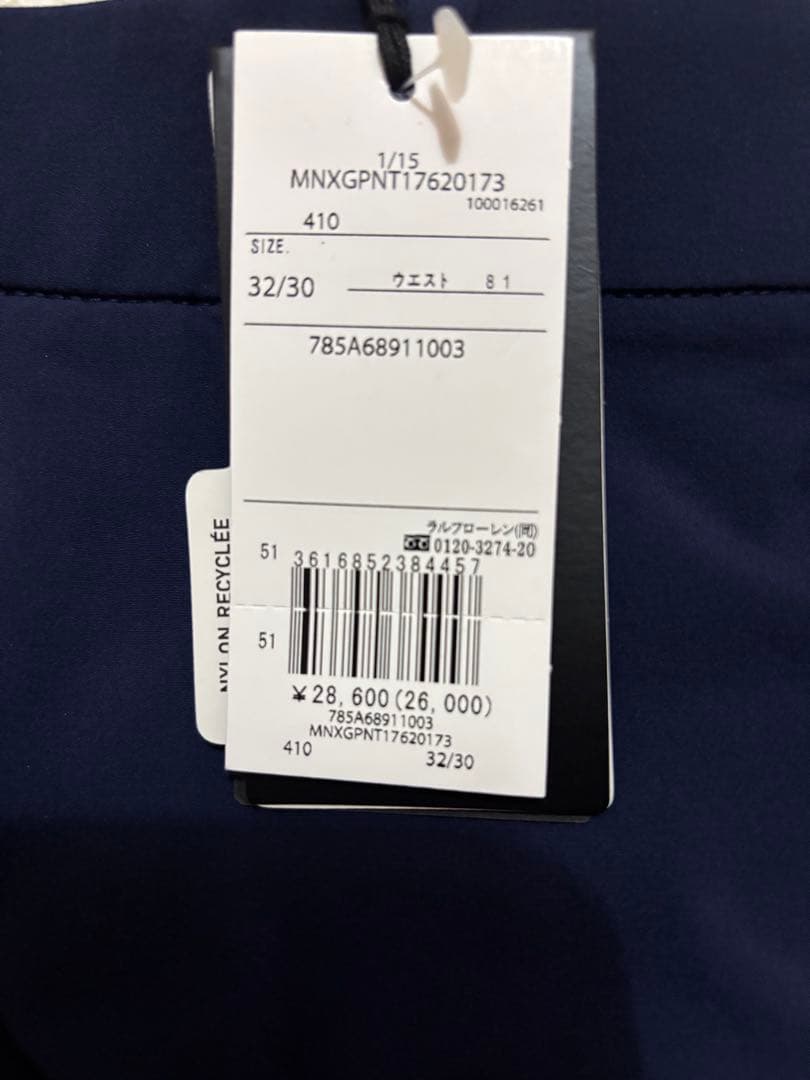 1/15
MNXGPNT17620173
100016261
410
SIZE.
32/30 ウエスト 81
785A68911003
ラルフローレン(同)
0120-3274-20
51 3616852384457
51
¥28,600(26,000)
785A68911003
MNXGPNT17620173
410 32/30
NYLON RECYCLÉE